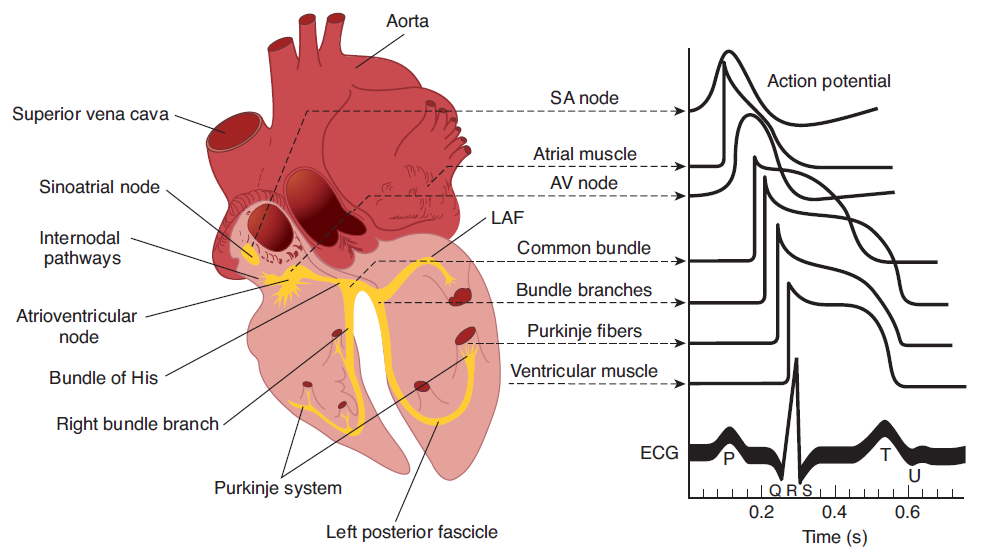 Aorta
Superior vena cava
Sinoatrial node
Internodal
pathways
Atrioventricular
node
Bundle of His
Right bundle branch
Purkinje system
Left posterior fascicle
LAF
SA node
Atrial muscle
AV node
Common bundle
Bundle branches
Purkinje fibers
Ventricular muscle
Action potential
ECG
P
Q R S
T
U
0.2 0.4 0.6
Time (s)